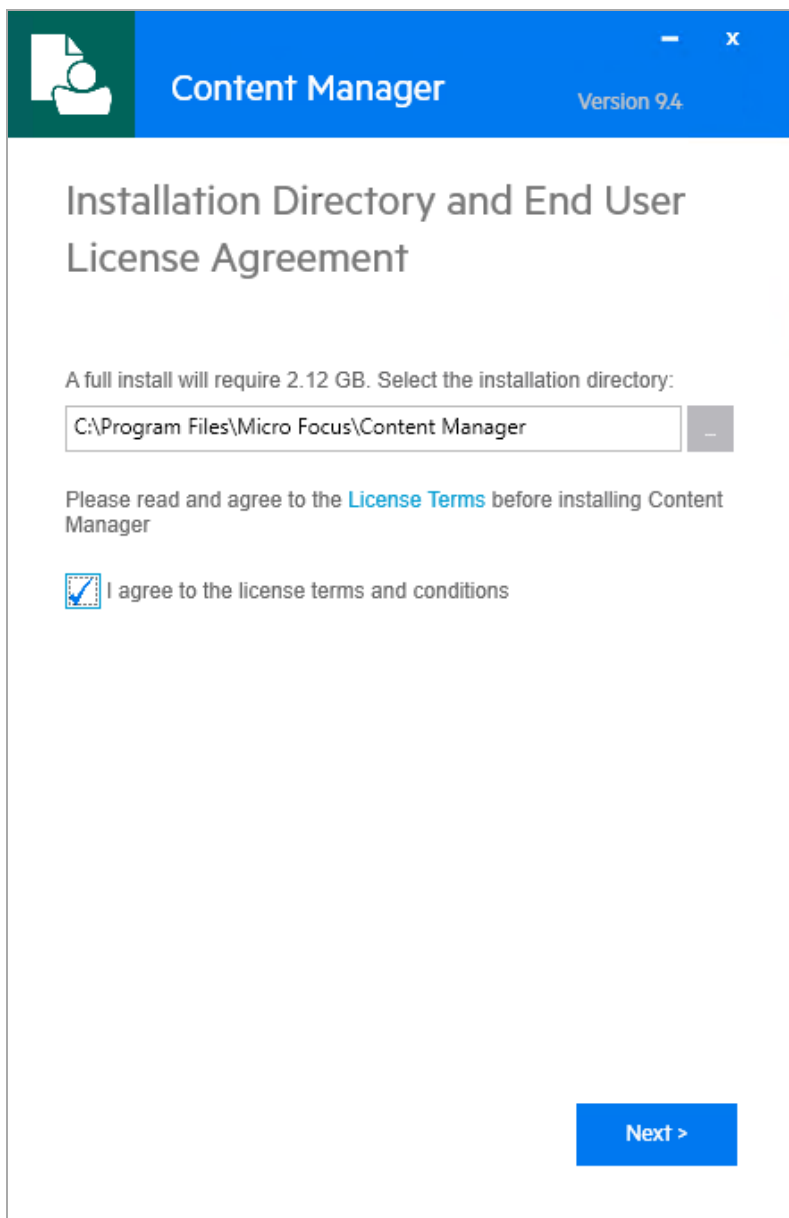 Content Manager
Version 9.4
Installation Directory and End User
License Agreement
A full install will require 2.12 GB. Select the installation directory:
C:\Program Files\Micro Focus\Content Manager
...
Please read and agree to the License Terms before installing Content
Manager
I agree to the license terms and conditions
Next >